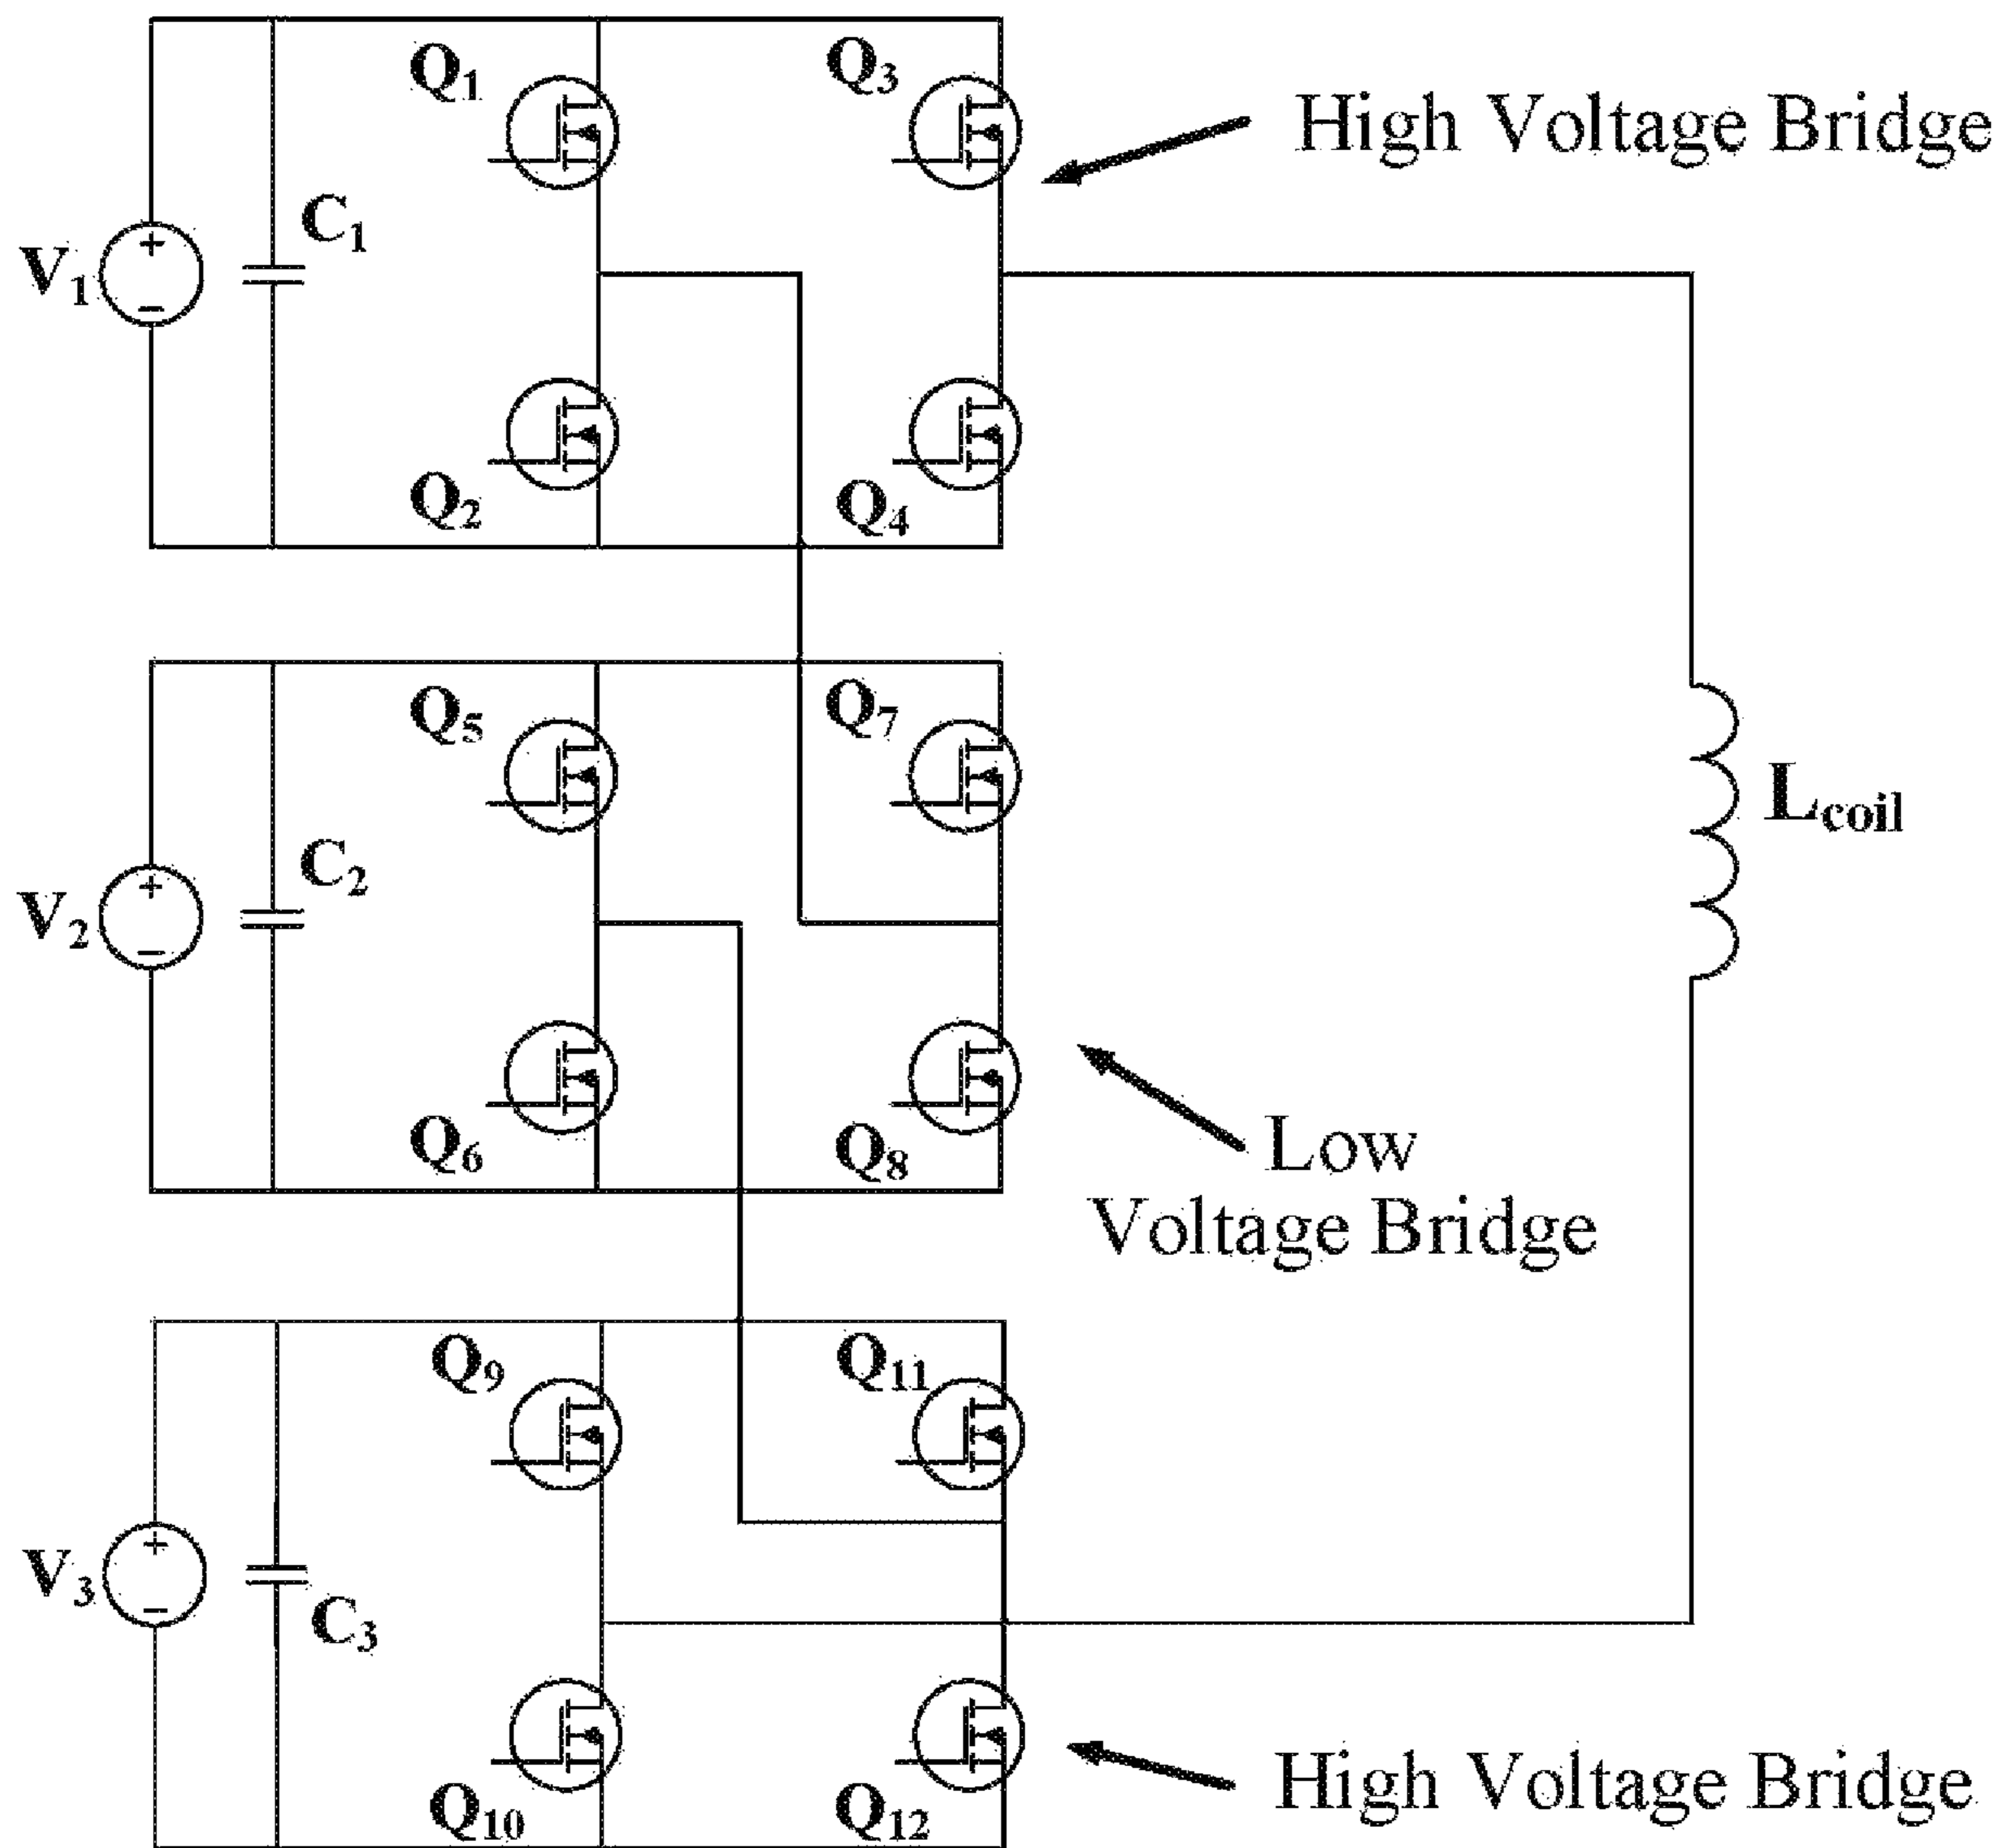 Q1
Q3
High Voltage Bridge
C1
V1
+
−
Q2
Q4
Q5
Q7
Lcoil
C2
V2
+
−
Q6
Q8
Low
Voltage Bridge
Q9
Q11
V3
+
−
C3
Q10
Q12
High Voltage Bridge